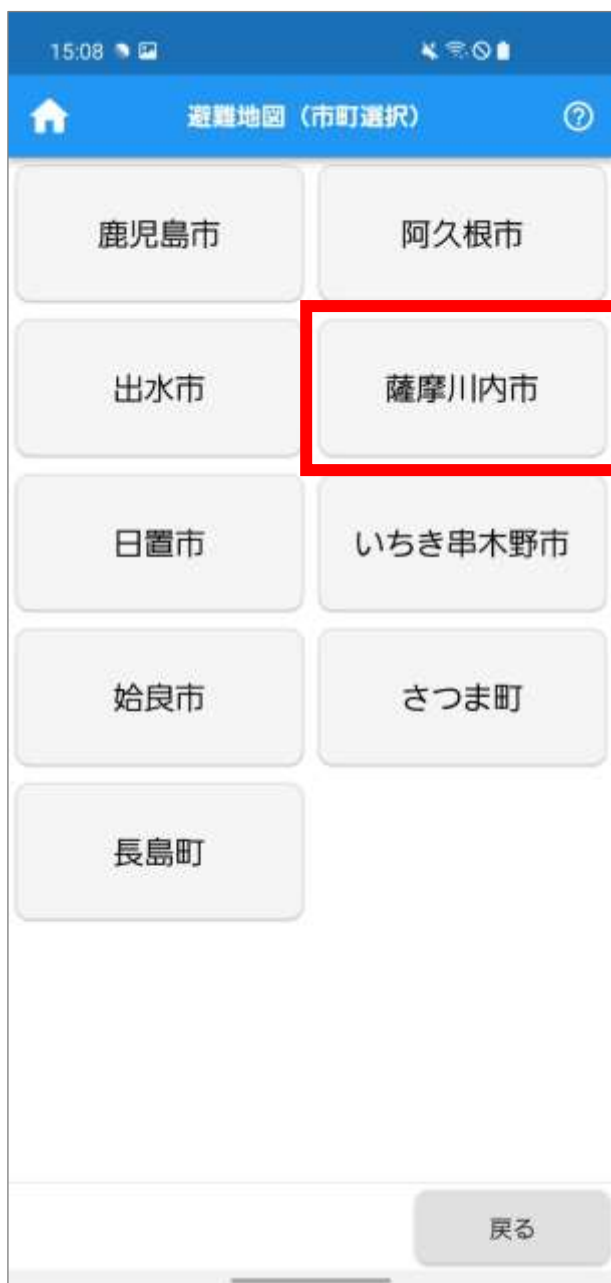 15:08
避難地図（市町選択）
鹿児島市
阿久根市
出水市
薩摩川内市
日置市
いちき串木野市
姶良市
さつま町
長島町
戻る